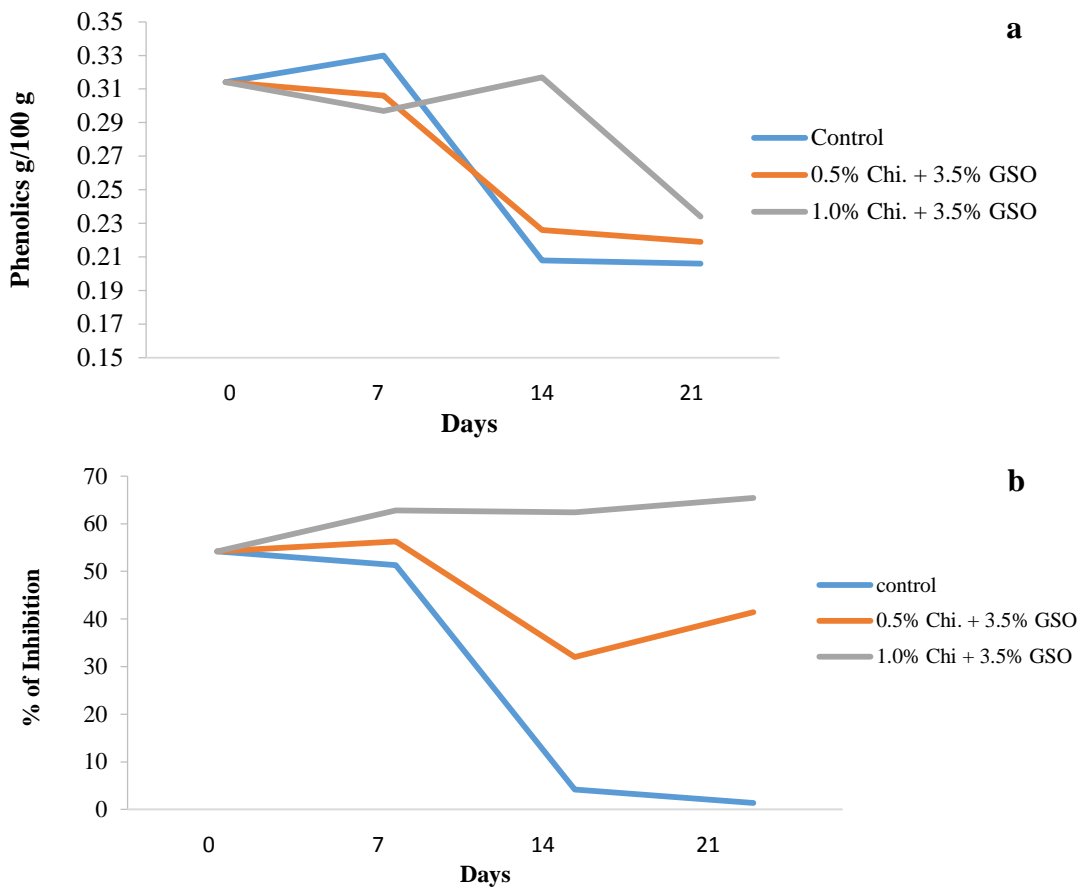 a
0.33
0.31
0.29
0.27
0.25
0.23
0.21
0.19
0.17
0.15
Phenolics g/100 g
Control
0.5% Chi. + 3.5% GSO
1.0% Chi. + 3.5% GSO
0 7 14 21
Days
b
70
60
50
40
30
20
10
0
% of Inhibition
control
0.5% Chi. + 3.5% GSO
1.0% Chi + 3.5% GSO
0 7 14 21
Days